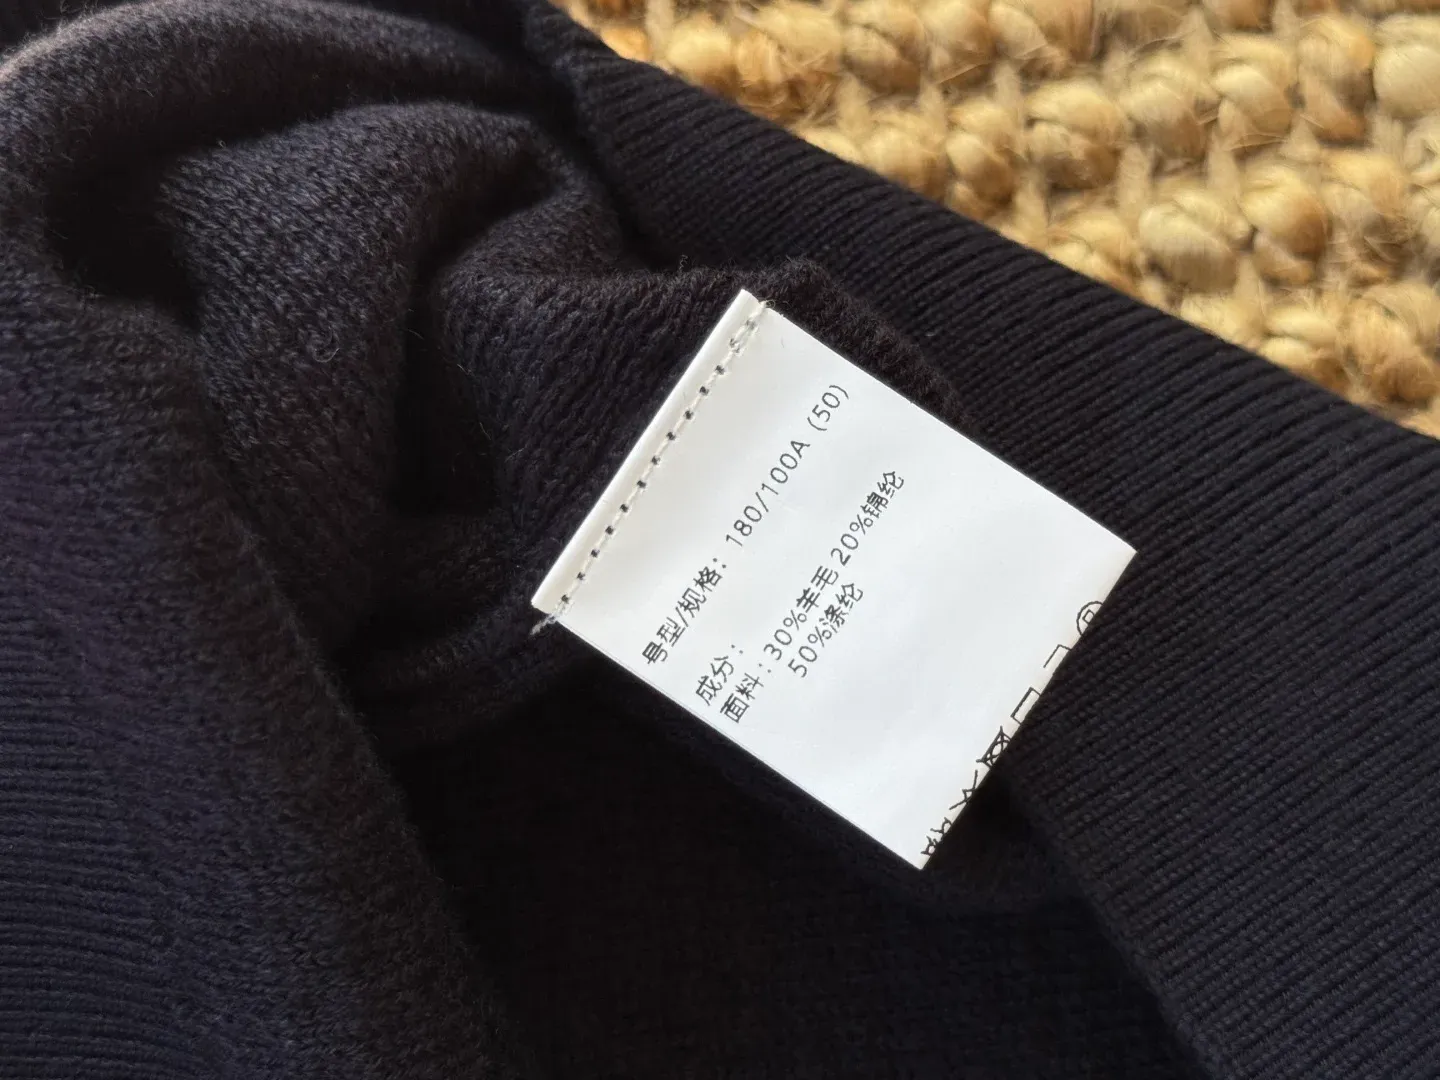 号型/规格：180/100A (50)
成分：
面料：30%羊毛 20%锦纶
50%涤纶